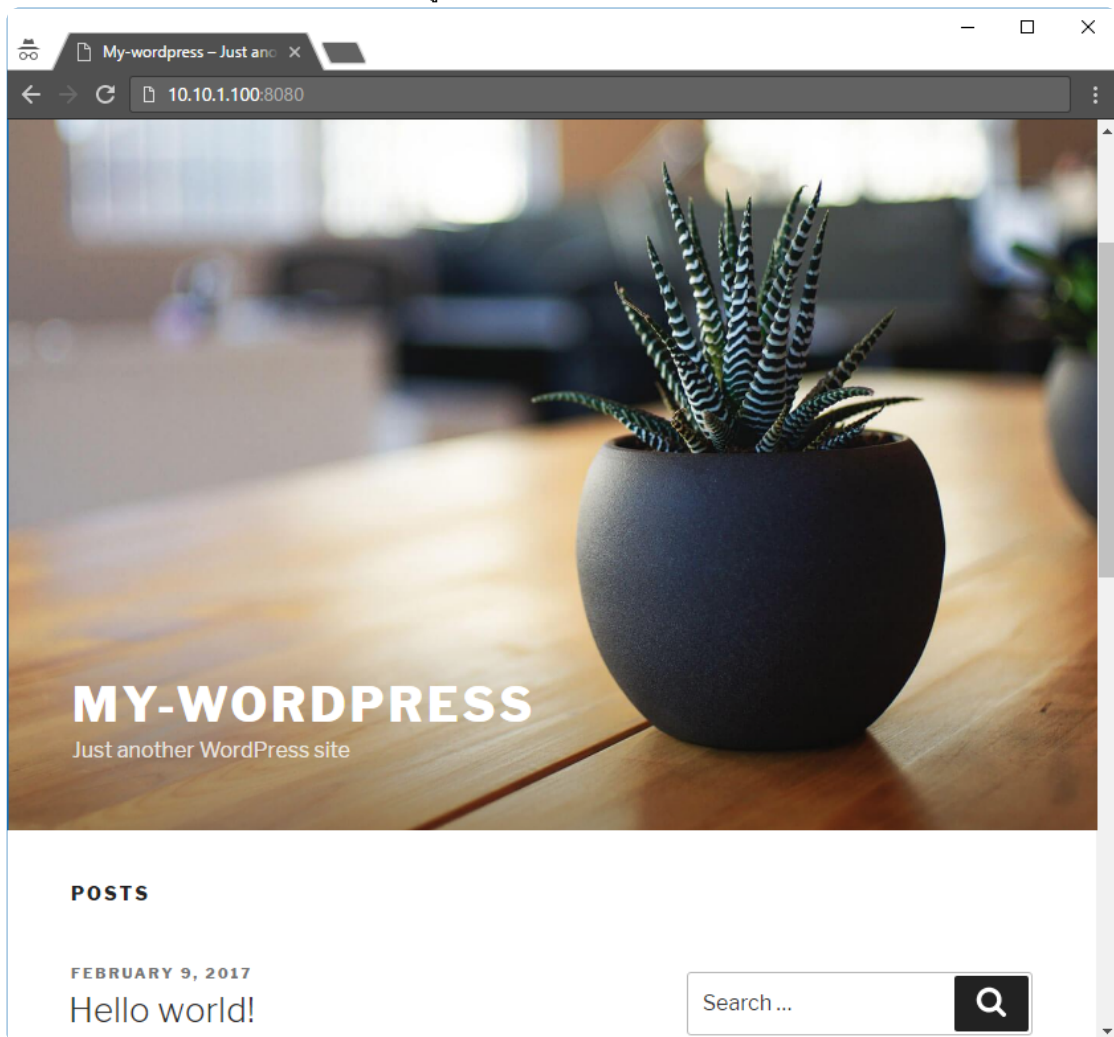 My-wordpress – Just ano
10.10.1.100:8080
MY-WORDPRESS
Just another WordPress site
POSTS
FEBRUARY 9, 2017
Hello world!
Search ...